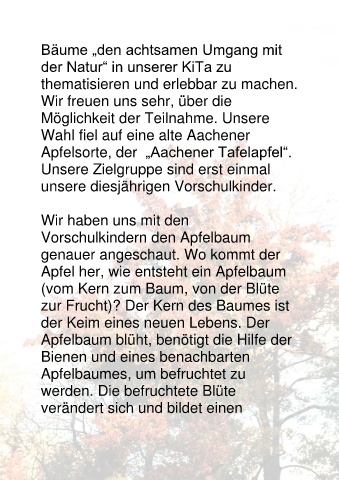 Bäume „den achtsamen Umgang mit
der Natur“ in unserer KiTa zu
thematisieren und erlebbar zu machen.
Wir freuen uns sehr, über die
Möglichkeit der Teilnahme. Unsere
Wahl fiel auf eine alte Aachener
Apfelsorte, der  „Aachener Tafelapfel“.
Unsere Zielgruppe sind erst einmal
unsere diesjährigen Vorschulkinder.
Wir haben uns mit den
Vorschulkindern den Apfelbaum
genauer angeschaut. Wo kommt der
Apfel her, wie entsteht ein Apfelbaum
(vom Kern zum Baum, von der Blüte
zur Frucht)? Der Kern des Baumes ist
der Keim eines neuen Lebens. Der
Apfelbaum blüht, benötigt die Hilfe der
Bienen und eines benachbarten
Apfelbaumes, um befruchtet zu
werden. Die befruchtete Blüte
verändert sich und bildet einen